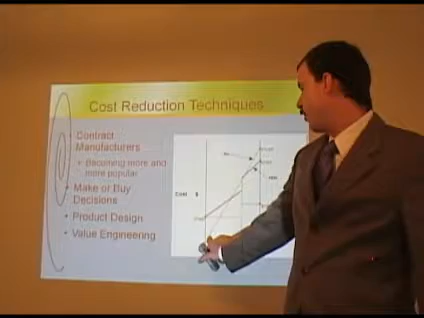 Cost Reduction Techniques
• Contract
Manufacturers
• Becoming more and
more popular
• Make or Buy
Decisions
• Product Design
• Value Engineering
Cost $